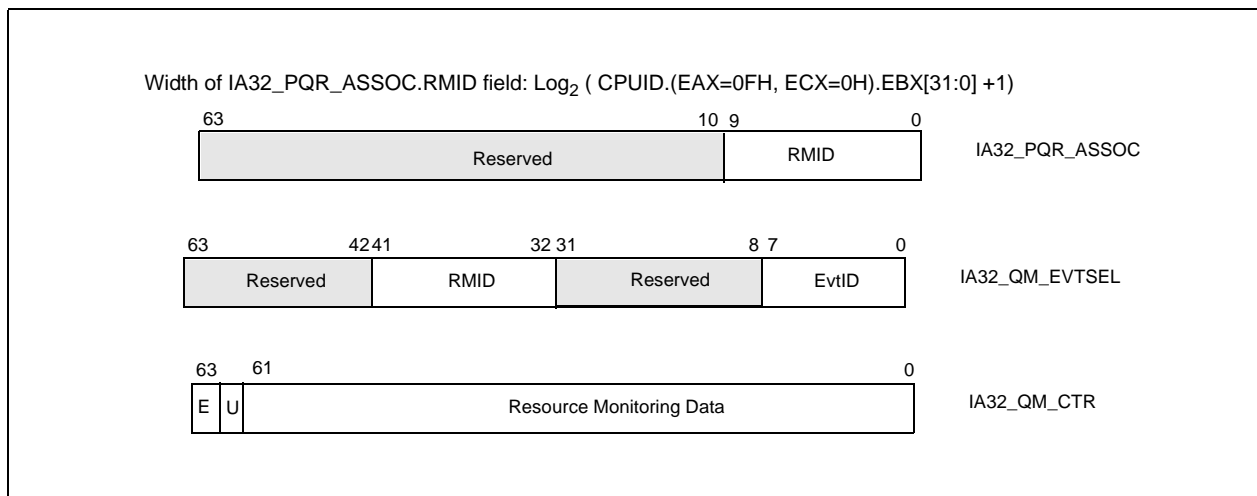 Width of IA32_PQR_ASSOC.RMID field: Log2 ( CPUID.(EAX=0FH, ECX=0H).EBX[31:0] +1)
63 10 9 0
Reserved RMID IA32_PQR_ASSOC
63 42 41 32 31 8 7 0
Reserved RMID Reserved EvtID IA32_QM_EVTSEL
63 61 0
E U Resource Monitoring Data IA32_QM_CTR